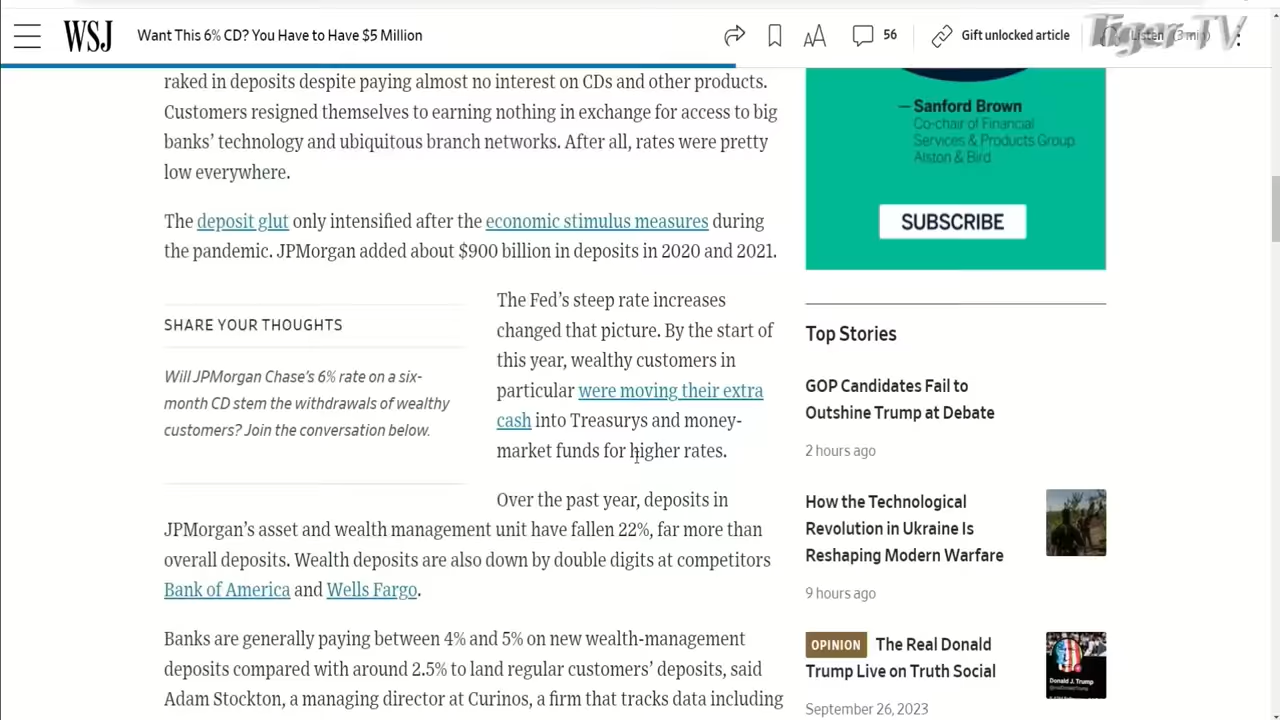 WSJ
Want This 6% CD? You Have to Have $5 Million
AA
56
Gift unlocked article
Listen (3 min)
Tiger-TV
raked in deposits despite paying almost no interest on CDs and other products.
Customers resigned themselves to earning nothing in exchange for access to big
banks’ technology and ubiquitous branch networks. After all, rates were pretty
low everywhere.
The deposit glut only intensified after the economic stimulus measures during
the pandemic. JPMorgan added about $900 billion in deposits in 2020 and 2021.
SHARE YOUR THOUGHTS
Will JPMorgan Chase’s 6% rate on a six-
month CD stem the withdrawals of wealthy
customers? Join the conversation below.
The Fed’s steep rate increases
changed that picture. By the start of
this year, wealthy customers in
particular were moving their extra
cash into Treasurys and money-
market funds for higher rates.
Over the past year, deposits in
JPMorgan’s asset and wealth management unit have fallen 22%, far more than
overall deposits. Wealth deposits are also down by double digits at competitors
Bank of America and Wells Fargo.
Banks are generally paying between 4% and 5% on new wealth-management
deposits compared with around 2.5% to land regular customers’ deposits, said
Adam Stockton, a managing director at Curinos, a firm that tracks data including
— Sanford Brown
Co-chair of Financial
Services & Products Group
Alston & Bird
SUBSCRIBE
Top Stories
GOP Candidates Fail to
Outshine Trump at Debate
2 hours ago
How the Technological
Revolution in Ukraine Is
Reshaping Modern Warfare
9 hours ago
OPINION The Real Donald
Trump Live on Truth Social
September 26, 2023
Donald J. Trump